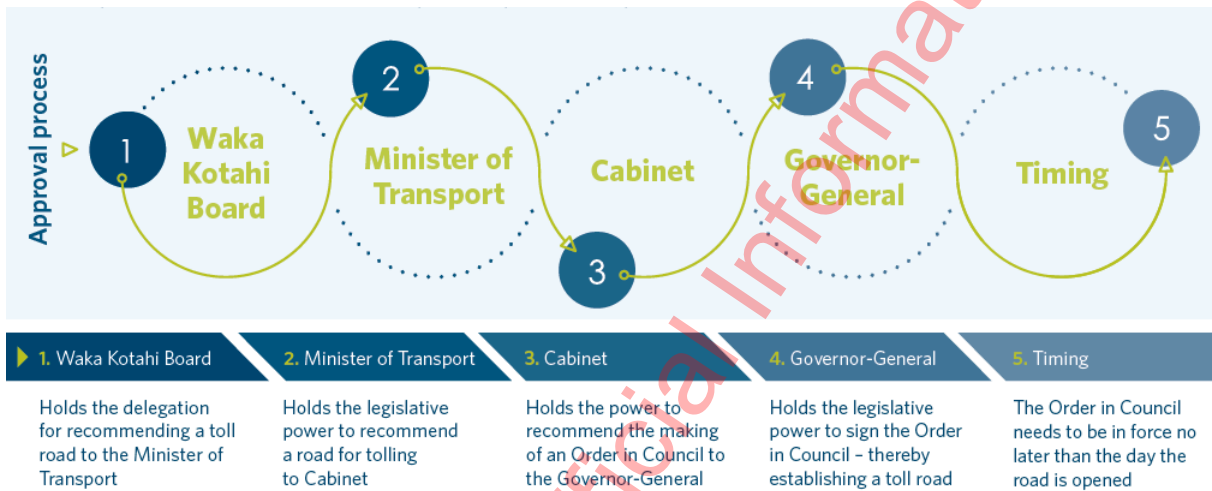 Approval process
1
Waka
Kotahi
Board
2
Minister of
Transport
3
Cabinet
4
Governor-
General
5
Timing
1. Waka Kotahi Board
Holds the delegation
for recommending a toll
road to the Minister of
Transport
2. Minister of Transport
Holds the legislative
power to recommend
a road for tolling
to Cabinet
3. Cabinet
Holds the power to
recommend the making
of an Order in Council to
the Governor-General
4. Governor-General
Holds the legislative
power to sign the Order
in Council – thereby
establishing a toll road
5. Timing
The Order in Council
needs to be in force no
later than the day the
road is opened